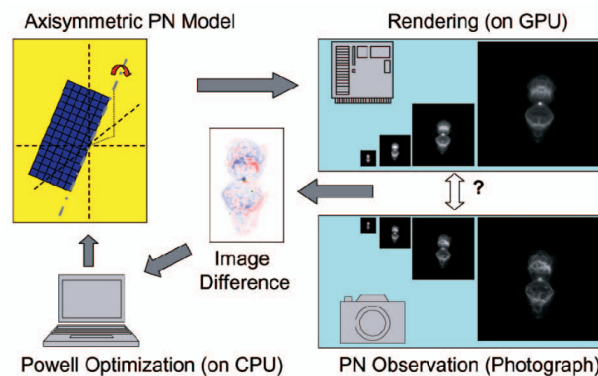 Axisymmetric PN Model
Rendering (on GPU)
?
Image
Difference
Powell Optimization (on CPU)
PN Observation (Photograph)